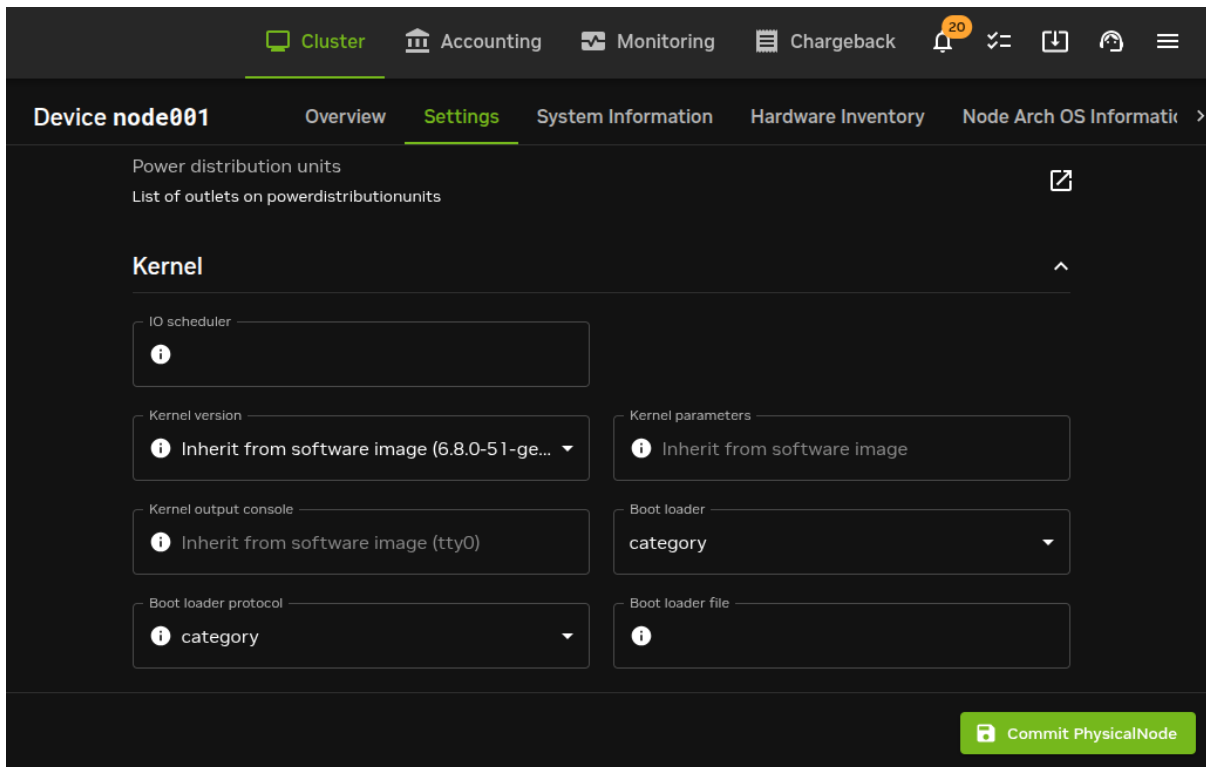 Cluster Accounting Monitoring Chargeback 20
Device node001 Overview Settings System Information Hardware Inventory Node Arch OS
Power distribution units
List of outlets on powerdistributionunits
Kernel
IO scheduler
Kernel version
Inherit from software image (6.8.0-51-ge...
Kernel parameters
Inherit from software image
Kernel output console
Inherit from software image (tty0)
Boot loader
category
Boot loader protocol
category
Boot loader file
Commit PhysicalNode